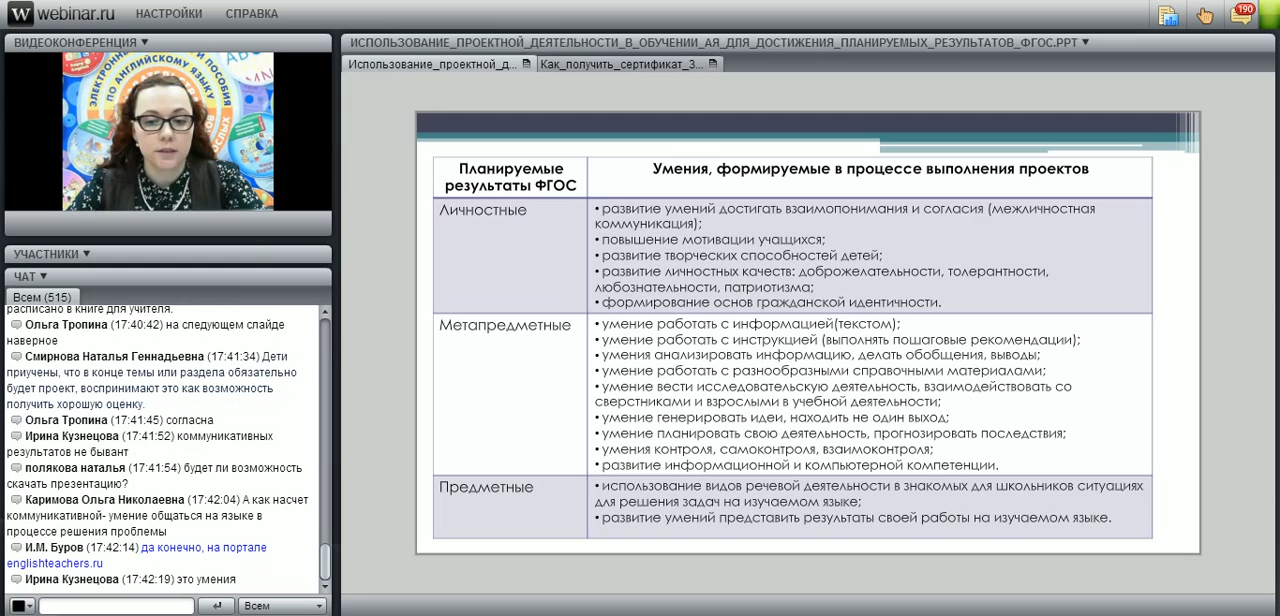 W webinar.ru НАСТРОЙКИ СПРАВКА
190
ВИДЕОКОНФЕРЕНЦИЯ
ЭЛЕКТРОННЫЕ ПОСОБИЯ
ПО АНГЛИЙСКОМУ ЯЗЫКУ
УЧАСТНИКИ
ЧАТ
Всем (515)
расписано в книге для учителя.
Ольга Тропина (17:40:42) на следующем слайде
наверное
Смирнова Наталья Геннадьевна (17:41:34) Дети
приучены, что в конце темы или раздела обязательно
будет проект, воспринимают это как возможность
получить хорошую оценку.
Ольга Тропина (17:41:45) согласна
Ирина Кузнецова (17:41:52) коммуникативных
результатов не бывант
полякова наталья (17:41:54) будет ли возможность
скачать презентацию?
Каримова Ольга Николаевна (17:42:04) А как насчет
коммуникативной- умение общаться на языке в
процессе решения проблемы
И.М. Буров (17:42:14) да конечно, на портале
englishteachers.ru
Ирина Кузнецова (17:42:19) это умения
Всем
ИСПОЛЬЗОВАНИЕ_ПРОЕКТНОЙ_ДЕЯТЕЛЬНОСТИ_В_ОБУЧЕНИИ_АЯ_ДЛЯ_ДОСТИЖЕНИЯ_ПЛАНИРУЕМЫХ_РЕЗУЛЬТАТОВ_ФГОС.PPT
Использование_проектной_д... Как_получить_сертификат_3...
Планируемые
результаты ФГОС
Умения, формируемые в процессе выполнения проектов
Личностные
• развитие умений достигать взаимопонимания и согласия (межличностная
коммуникация);
• повышение мотивации учащихся;
• развитие творческих способностей детей;
• развитие личностных качеств: доброжелательности, толерантности,
любознательности, патриотизма;
• формирование основ гражданской идентичности.
Метапредметные
• умение работать с информацией(текстом);
• умение работать с инструкцией (выполнять пошаговые рекомендации);
• умения анализировать информацию, делать обобщения, выводы;
• умение работать с разнообразными справочными материалами;
• умение вести исследовательскую деятельность, взаимодействовать со
сверстниками и взрослыми в учебной деятельности;
• умение генерировать идеи, находить не один выход;
• умение планировать свою деятельность, прогнозировать последствия;
• умения контроля, самоконтроля, взаимоконтроля;
• развитие информационной и компьютерной компетенции.
Предметные
• использование видов речевой деятельности в знакомых для школьников ситуациях
для решения задач на изучаемом языке;
• развитие умений представить результаты своей работы на изучаемом языке.